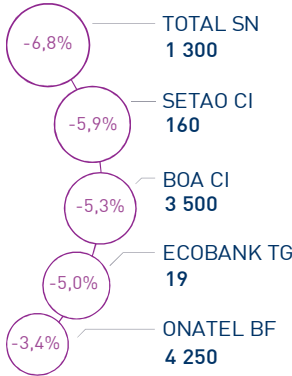 -6,8%
TOTAL SN
1 300
-5,9%
SETAO CI
160
-5,3%
BOA CI
3 500
-5,0%
ECOBANK TG
19
-3,4%
ONATEL BF
4 250